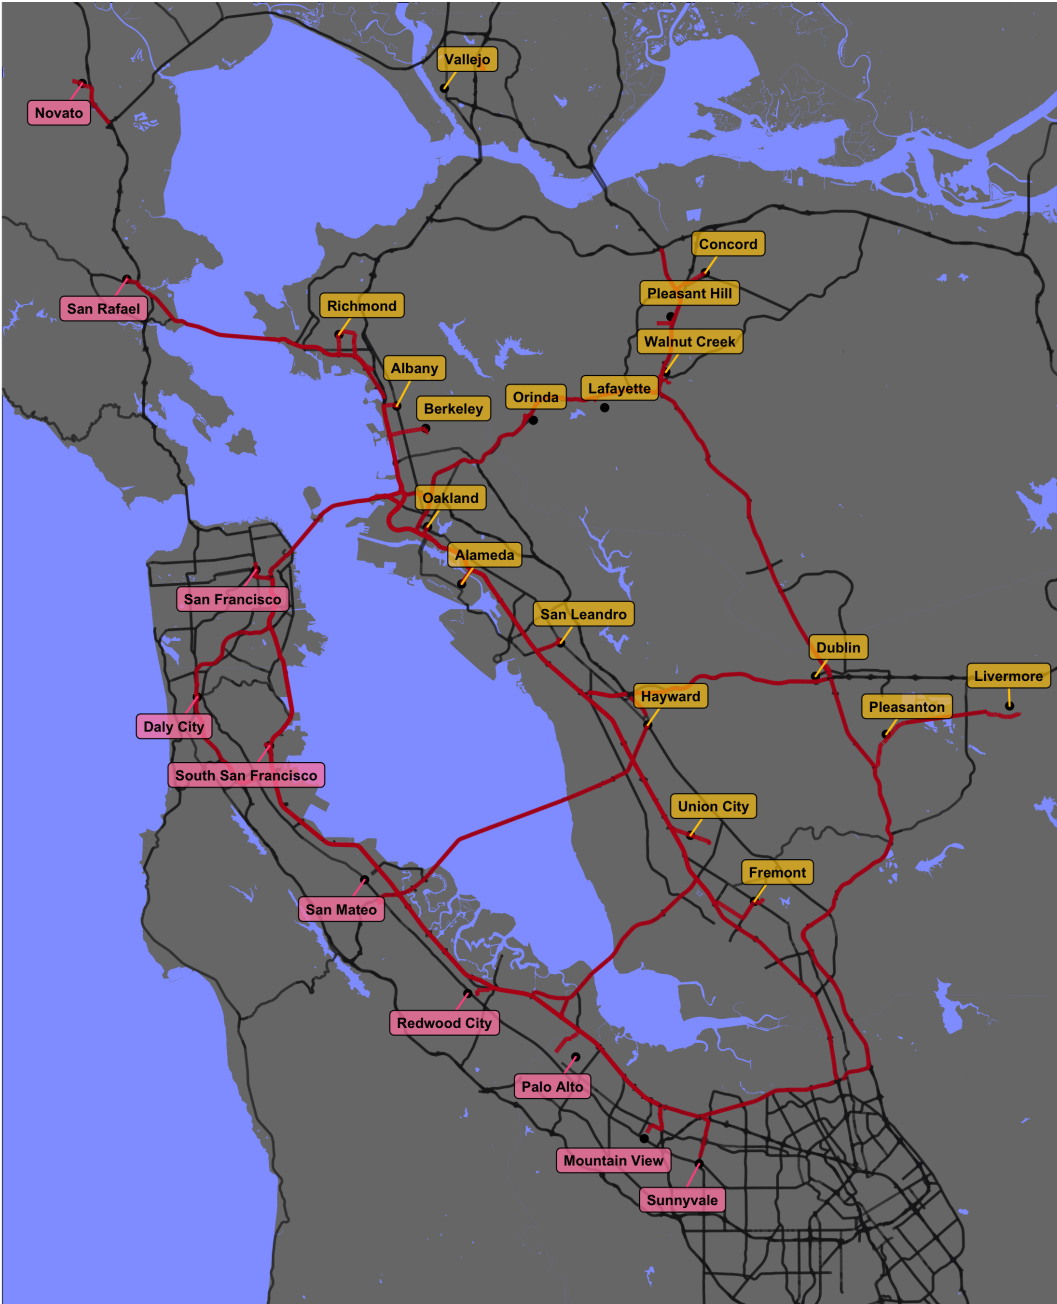 Vallejo
Novato
Concord
Pleasant Hill
San Rafael
Richmond
Walnut Creek
Albany
Lafayette
Orinda
Berkeley
Oakland
Alameda
San Francisco
San Leandro
Dublin
Livermore
Hayward
Pleasanton
Daly City
South San Francisco
Union City
Fremont
San Mateo
Redwood City
Palo Alto
Mountain View
Sunnyvale